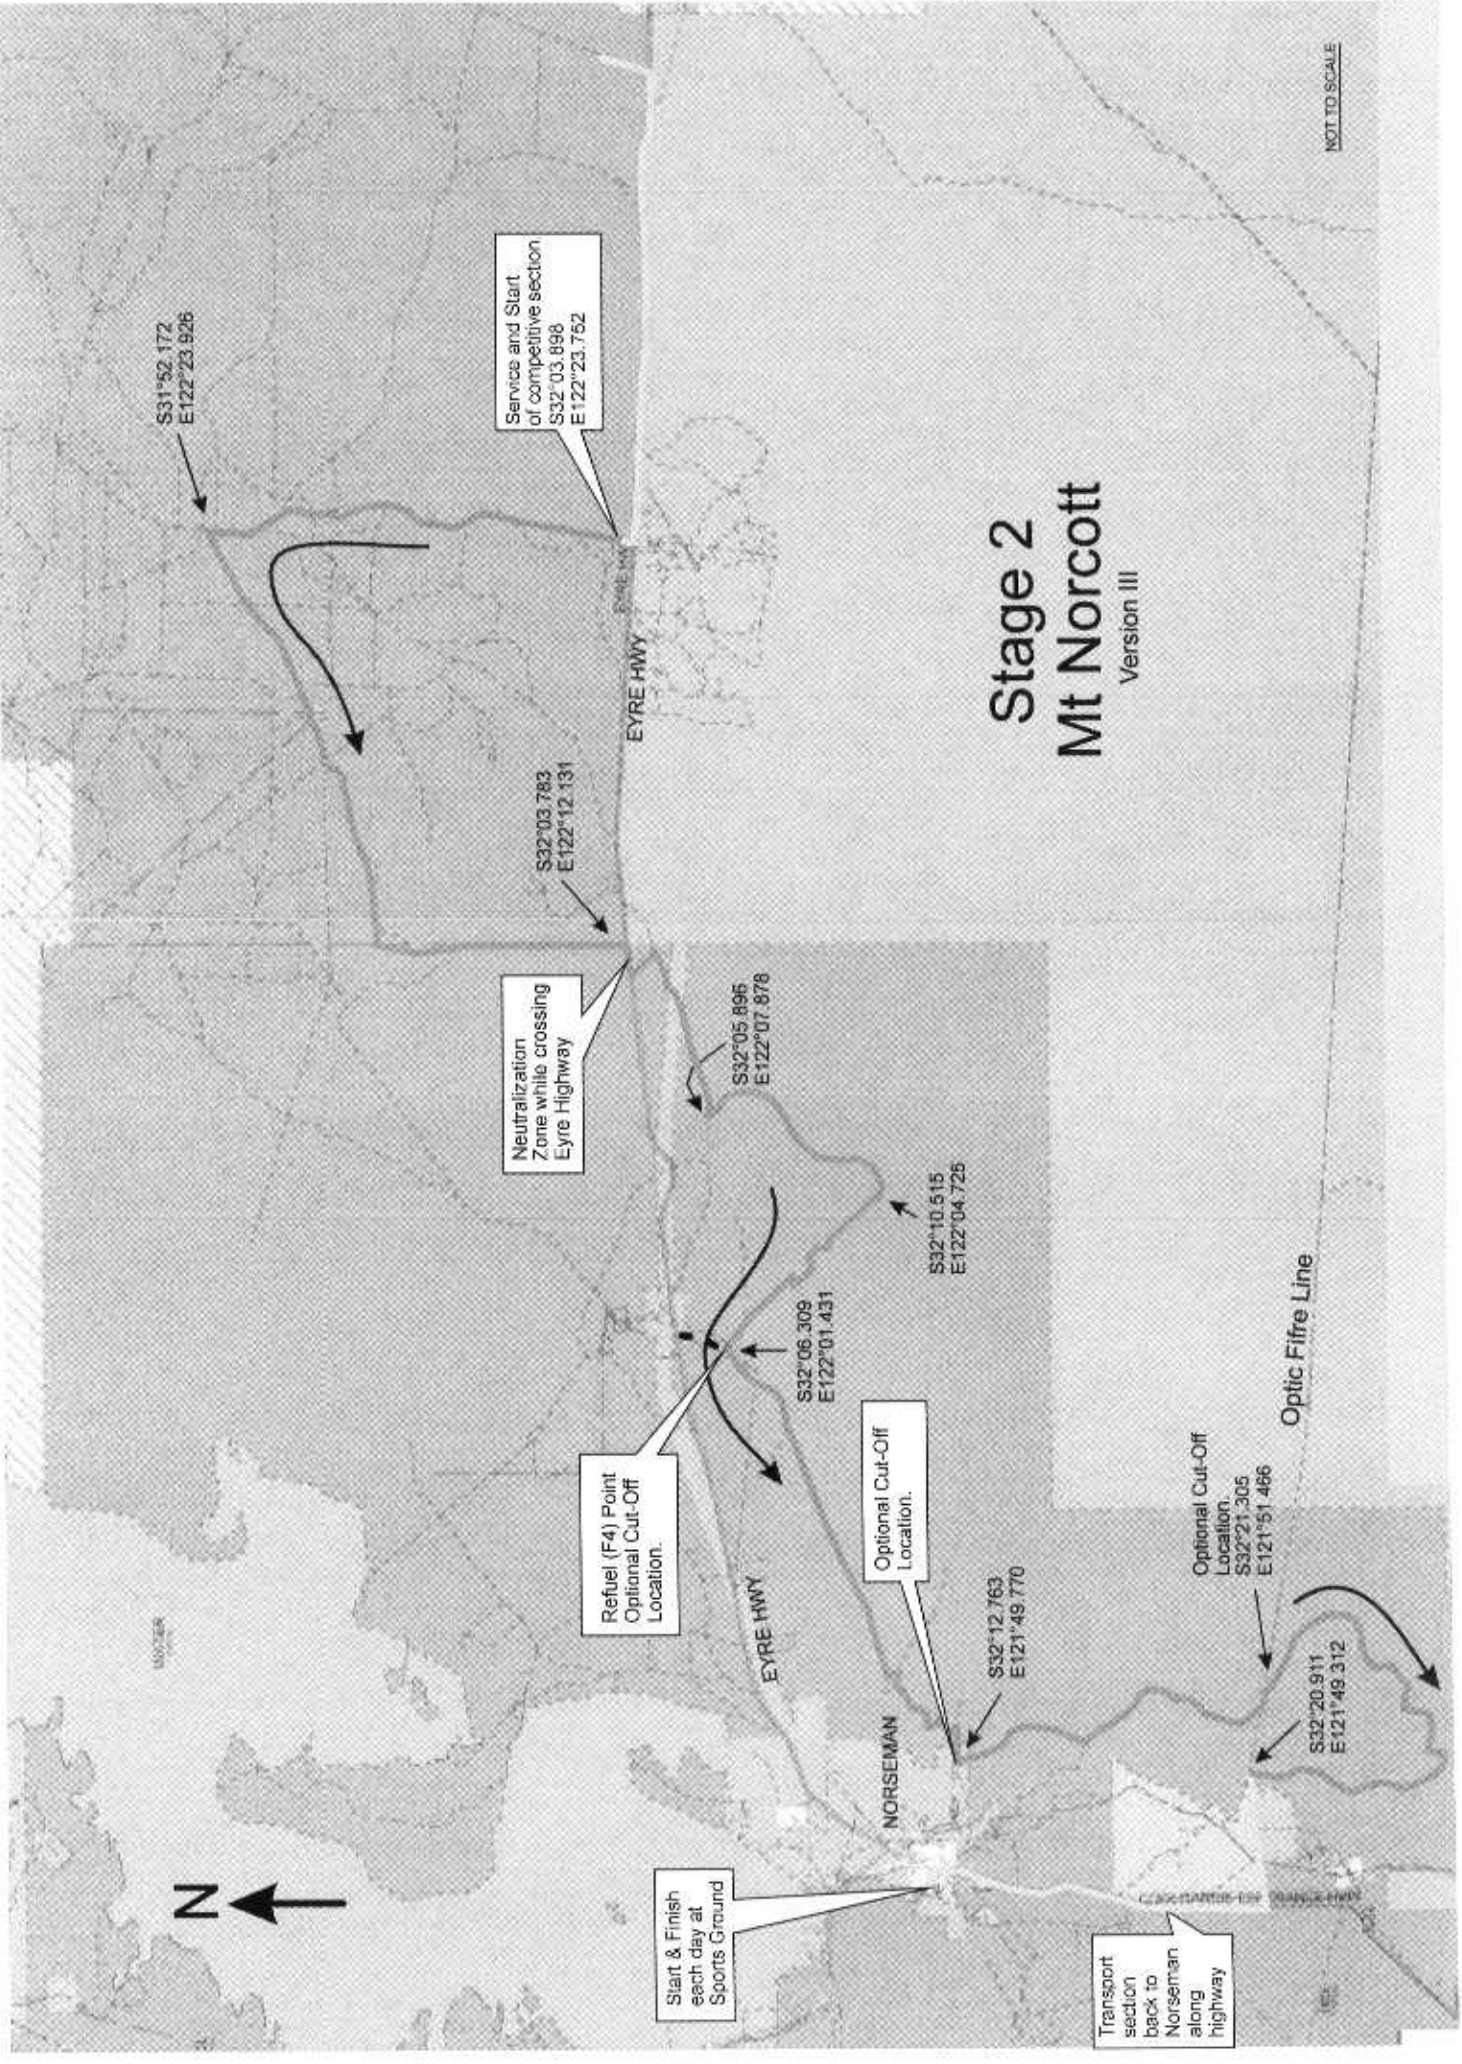 N
S31°52.172
E122°23.926
Service and Start
of competitive section
S32°03.898
E122°23.752
EYRE HWY
S32°03.783
E122°12.131
Neutralization
Zone while crossing
Eyre Highway
S32°05.896
E122°07.878
S32°10.515
E122°04.725
S32°06.309
E122°01.431
Refuel (F4) Point
Optional Cut-Off
Location.
EYRE HWY
Optional Cut-Off
Location.
S32°12.763
E121°49.770
NORSEMAN
Start & Finish
each day at
Sports Ground
Stage 2
Mt Norcott
Version III
Optic Fifre Line
Optional Cut-Off
Location.
S32°21.305
E121°51.466
S32°20.911
E121°49.312
Transport
section
back to
Norseman
along
highway
NOT TO SCALE